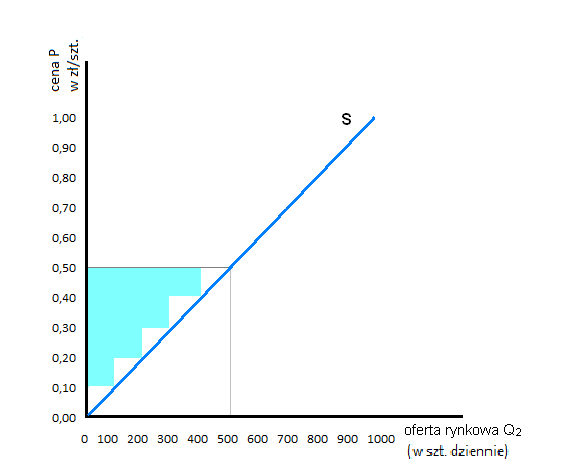 cena P
w zł/szt.
1,00
S
0,90
0,80
0,70
0,60
0,50
0,40
0,30
0,20
0,10
0,00
0 100 200 300 400 500 600 700 800 900 1000
oferta rynkowa Q₂
(w szt. dziennie)